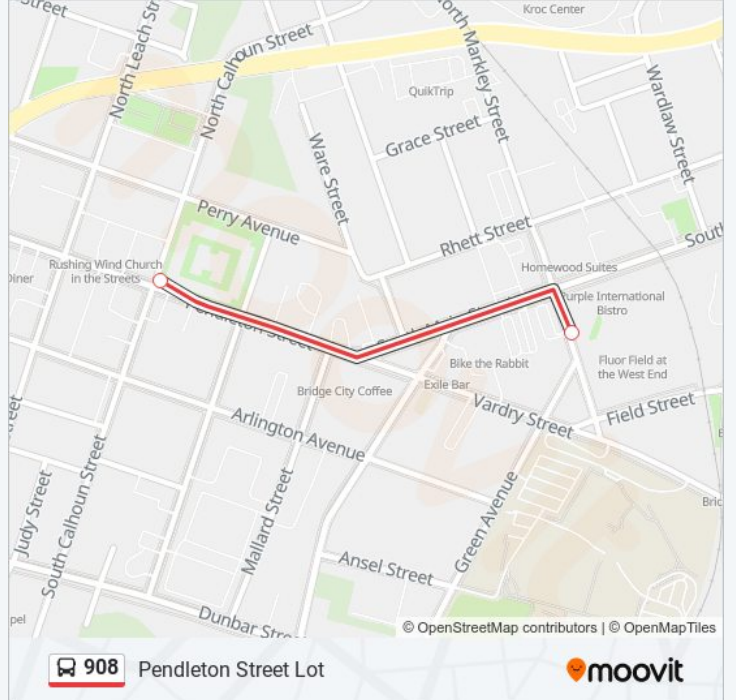 Street
Kroc Center
North Leach St
North Calhoun Street
North Markley Street
Wardlaw Street
QuikTrip
Grace Street
Ware Street
Perry Avenue
Rhett Street
South
Rushing Wind Church
in the Streets
Diner
Homewood Suites
Purple International
Bistro
Pendleton Street
Fluor Field at
the West End
Bike the Rabbit
Exile Bar
Bridge City Coffee
Vardry Street
Field Street
Arlington Avenue
South Calhoun Street
Judy Street
Mallard Street
Green Avenue
Bric
Ansel Street
Dunbar Stre
pel
© OpenStreetMap contributors | © OpenMapTiles
908 Pendleton Street Lot
moovit